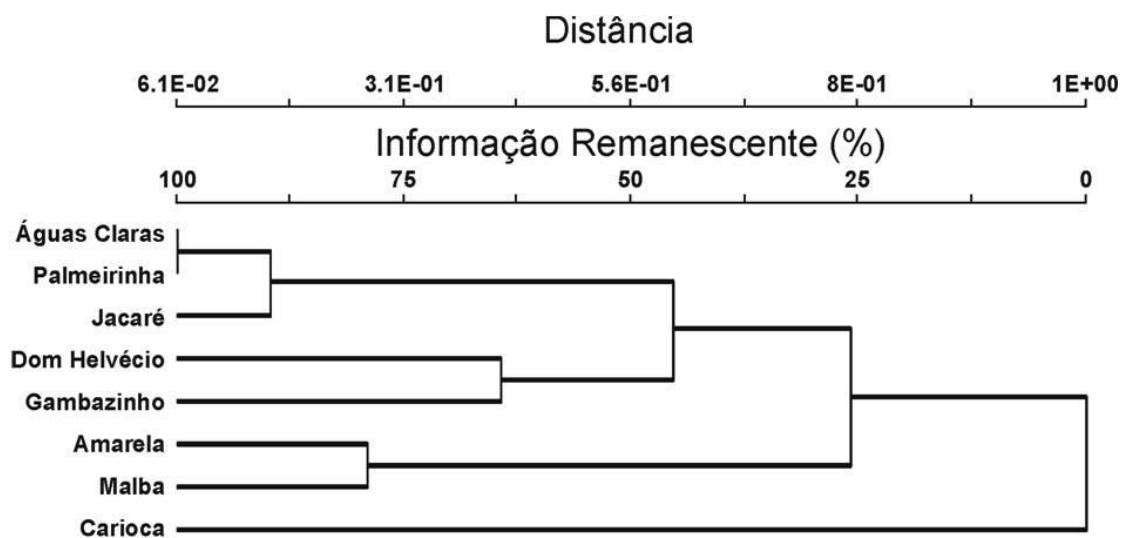 Distância
6.1E-02 3.1E-01 5.6E-01 8E-01 1E+00
Informação Remanescente (%)
100 75 50 25 0
Águas Claras
Palmeirinha
Jacaré
Dom Helvécio
Gambazinho
Amarela
Malba
Carioca